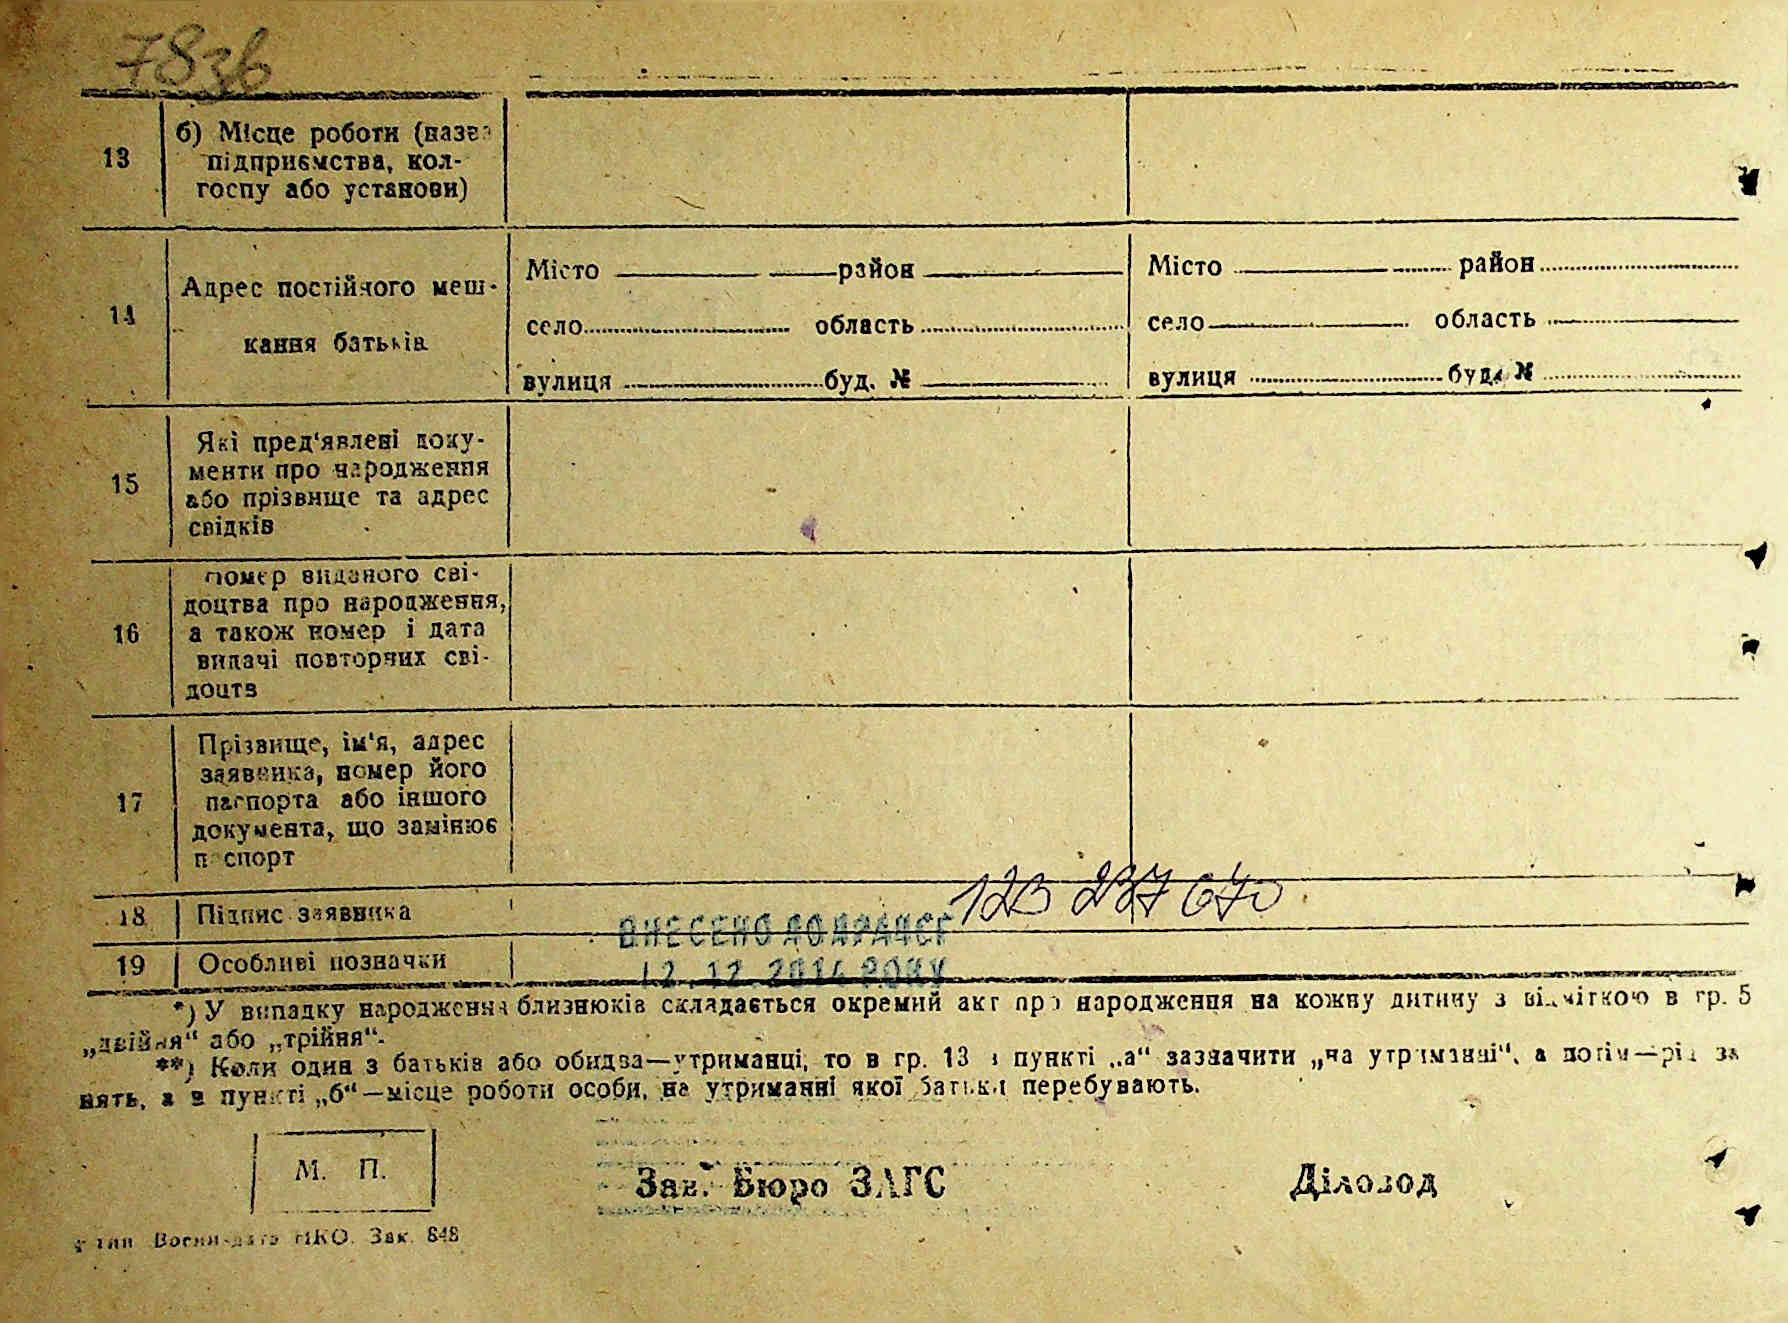 783б
13
б) Місце роботи (назва
підприємства, кол-
госпу або установи)
14
Адрес постійного меш-
кання батьків
Місто район
село область
вулиця буд. №
Місто район
село область
вулиця буд. №
15
Які пред'явлені доку-
менти про народження
або прізвище та адрес
свідків
16
Номер виданого сві-
доцтва про народження,
а також номер і дата
видачі повторних сві-
доцтв
17
Прізвище, ім'я, адрес
заявника, номер його
паспорта або іншого
документа, що замінює
паспорт
18
Підпис заявника
123 237 670
ВНЕСЕНО ДО ДРАЦСГ
12.12.2014 РОКУ
19
Особливі позначки
*) У випадку народження близнюків складається окремий акт про народження на кожну дитину з відміткою в гр. 5
„двійня“ або „трійня“.
**) Коли один з батьків або обидва—утриманці, то в гр. 13 в пункті „а“ зазначити „на утриманні“, а потім—рід за
нять, а в пункті „б“—місце роботи особи, на утриманні якої батьки перебувають.
М. П.
Зав. Бюро ЗАГС
Діловод
тип. НКО. Зак. 848